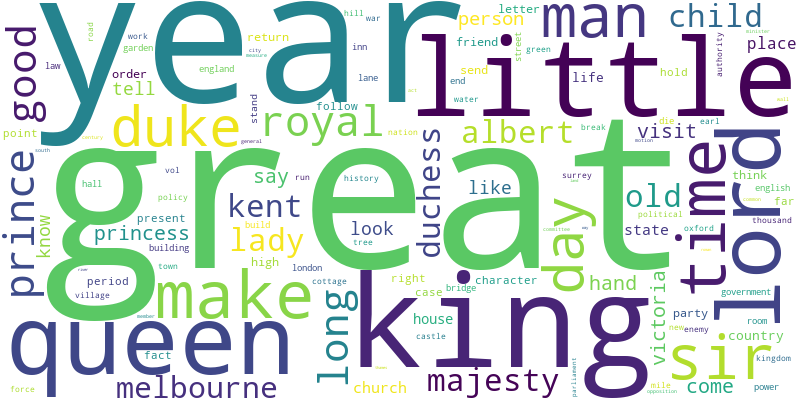 year
little
great
king
queen
lord
time
man
child
duke
royal
albert
make
sir
day
good
prince
long
lady
kent
duchess
melbourne
majesty
old
princess
say
person
place
visit
tell
know
hand
come
house
look
like
victoria
church
letter
friend
send
work
garden
return
england
law
order
hill
war
inn
lane
life
hold
end
water
follow
stand
street
green
authority
road
city
measure
minister
point
nation
general
break
die
earl
motion
think
english
far
thousand
south
vol
run
history
surrey
political
oxford
common
state
hall
policy
present
building
build
tree
high
town
london
cottage
period
village
member
right
case
bridge
character
castle
committee
party
new
enemy
country
government
room
kingdom
mile
power
opposition
parliament
fact
force
century
act